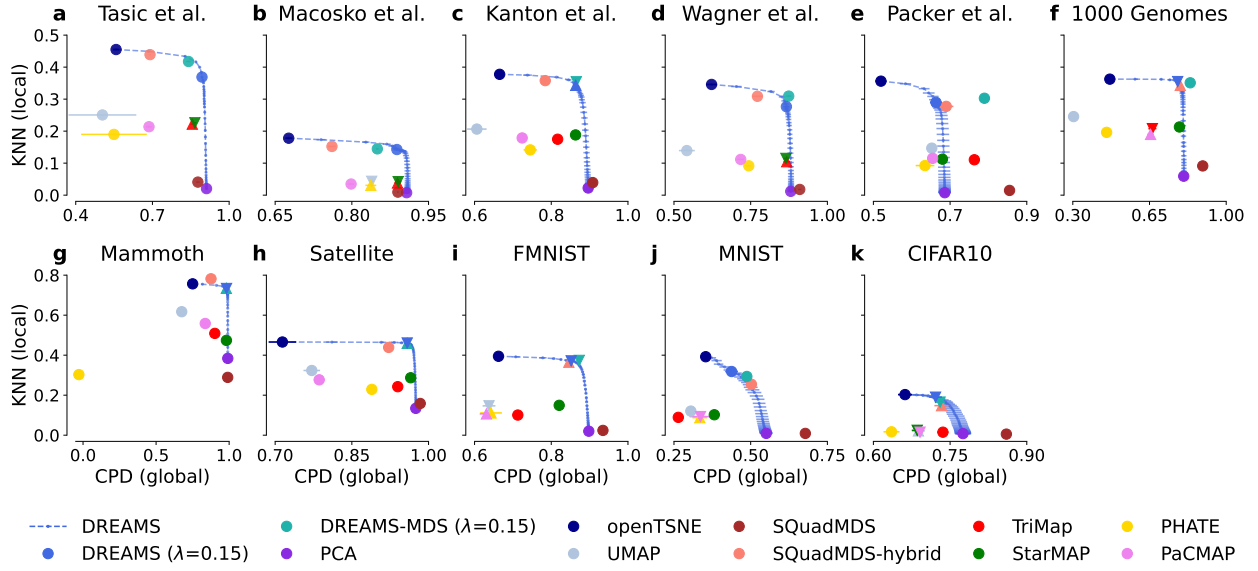 a Tasic et al. b Macosko et al. c Kanton et al. d Wagner et al. e Packer et al. f 1000 Genomes
KNN (local)
0.5
0.4
0.3
0.2
0.1
0.0
0.4 0.7 1.0 0.65 0.80 0.95 0.6 0.8 1.0 0.50 0.75 1.00 0.5 0.7 0.9 0.30 0.65 1.00
g Mammoth h Satellite i FMNIST j MNIST k CIFAR10
KNN (local)
0.8
0.6
0.4
0.2
0.0
0.0 0.5 1.0 0.70 0.85 1.00 0.6 0.8 1.0 0.25 0.50 0.75 0.60 0.75 0.90
CPD (global) CPD (global) CPD (global) CPD (global) CPD (global)
DREAMS DREAMS-MDS (λ=0.15) openTSNE SQuadMDS TriMap PHATE
DREAMS (λ=0.15) PCA UMAP SQuadMDS-hybrid StarMAP PaCMAP